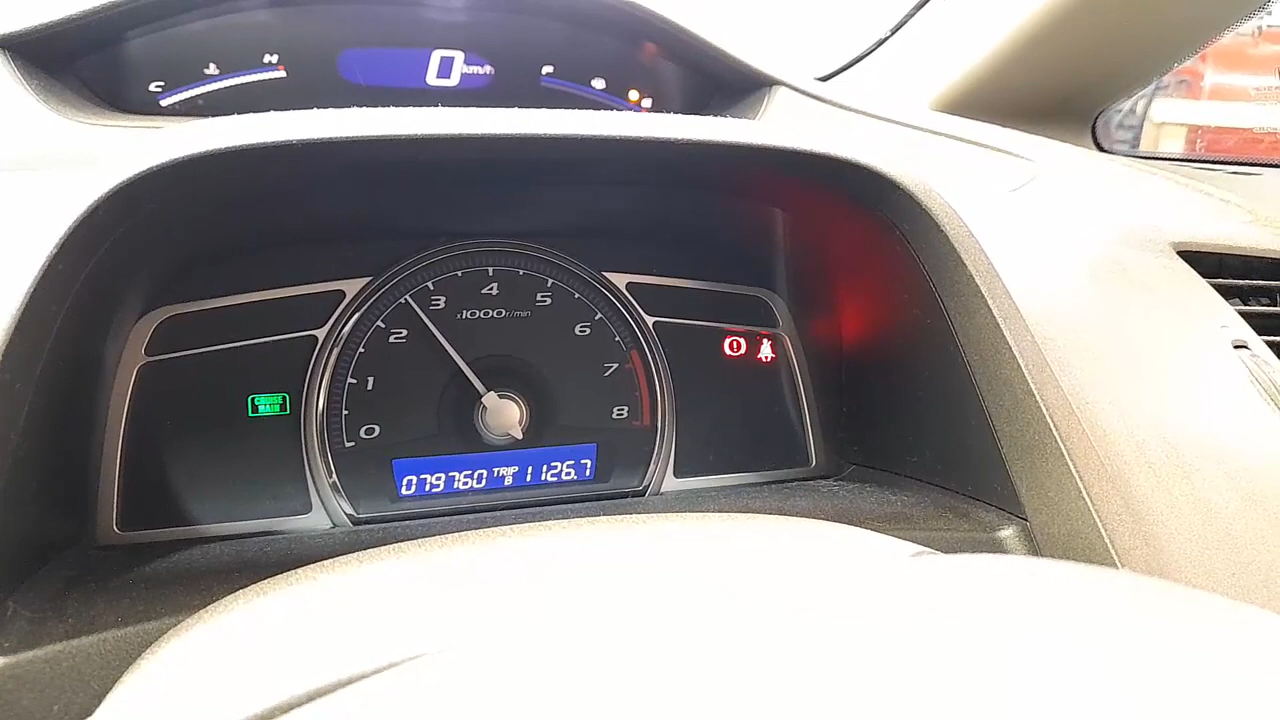 C
H
0 km/h
F
E
0
1
2
3
4
5
6
7
8
x1000r/min
CRUISE
MAIN
079760 TRIP B 1126.7